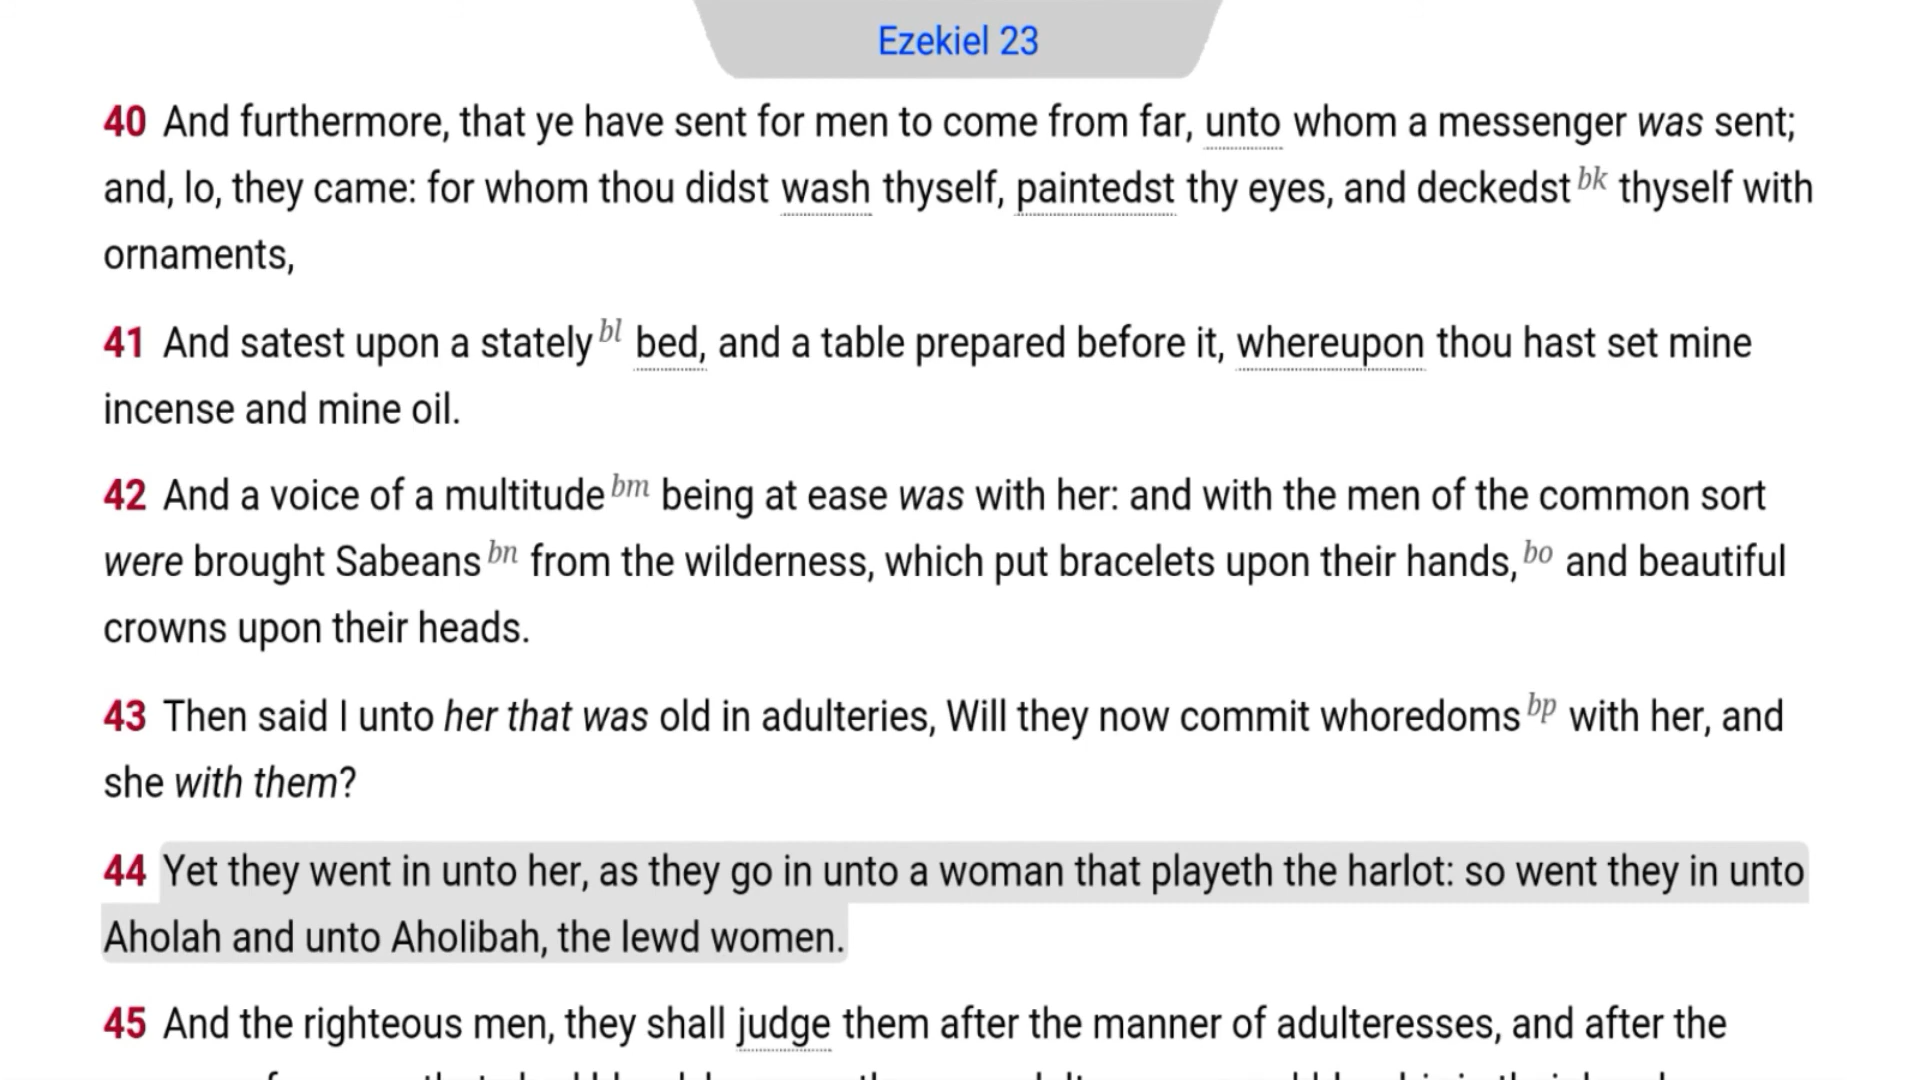 Ezekiel 23
40 And furthermore, that ye have sent for men to come from far, unto whom a messenger was sent;
and, lo, they came: for whom thou didst wash thyself, paintedst thy eyes, and deckedst bk thyself with
ornaments,
41 And satest upon a stately bl bed, and a table prepared before it, whereupon thou hast set mine
incense and mine oil.
42 And a voice of a multitude bm being at ease was with her: and with the men of the common sort
were brought Sabeans bn from the wilderness, which put bracelets upon their hands, bo and beautiful
crowns upon their heads.
43 Then said I unto her that was old in adulteries, Will they now commit whoredoms bp with her, and
she with them?
44 Yet they went in unto her, as they go in unto a woman that playeth the harlot: so went they in unto
Aholah and unto Aholibah, the lewd women.
45 And the righteous men, they shall judge them after the manner of adulteresses, and after the